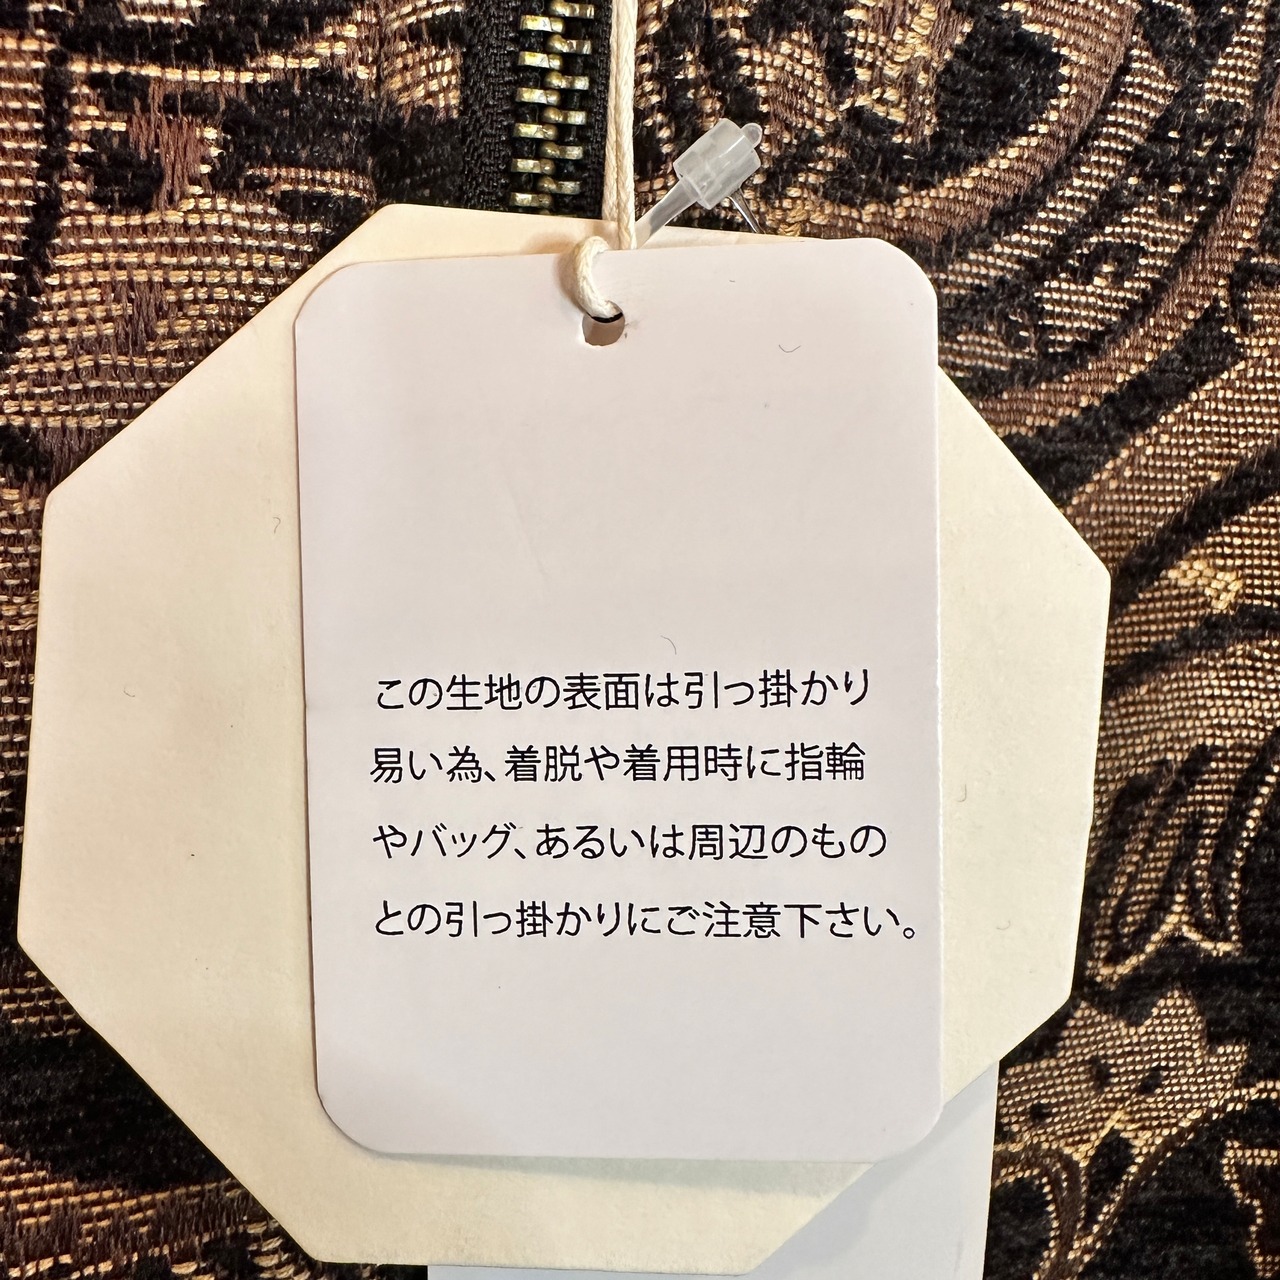 この生地の表面は引っ掛かり
易い為、着脱や着用時に指輪
やバッグ、あるいは周辺のもの
との引っ掛かりにご注意下さい。